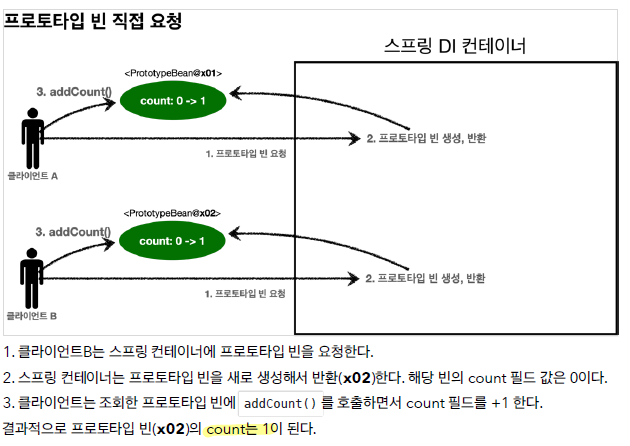 프로토타입 빈 직접 요청
스프링 DI 컨테이너
<PrototypeBean@x01>
3. addCount()
count: 0 -> 1
2. 프로토타입 빈 생성, 반환
1. 프로토타입 빈 요청
클라이언트 A
<PrototypeBean@x02>
3. addCount()
count: 0 -> 1
2. 프로토타입 빈 생성, 반환
1. 프로토타입 빈 요청
클라이언트 B
1. 클라이언트B는 스프링 컨테이너에 프로토타입 빈을 요청한다.
2. 스프링 컨테이너는 프로토타입 빈을 새로 생성해서 반환(x02)한다. 해당 빈의 count 필드 값은 0이다.
3. 클라이언트는 조회한 프로토타입 빈에 addCount() 를 호출하면서 count 필드를 +1 한다.
결과적으로 프로토타입 빈(x02)의 count는 1이 된다.